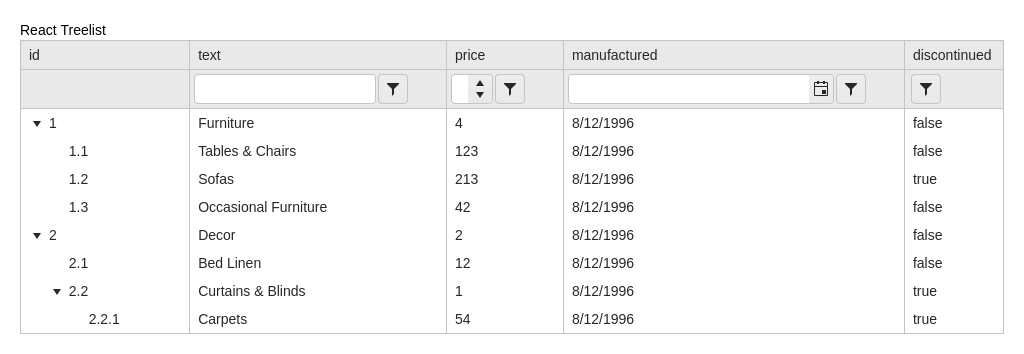 React Treelist
id text price manufactured discontinued
1 Furniture 4 8/12/1996 false
1.1 Tables & Chairs 123 8/12/1996 false
1.2 Sofas 213 8/12/1996 true
1.3 Occasional Furniture 42 8/12/1996 false
2 Decor 2 8/12/1996 false
2.1 Bed Linen 12 8/12/1996 false
2.2 Curtains & Blinds 1 8/12/1996 true
2.2.1 Carpets 54 8/12/1996 true